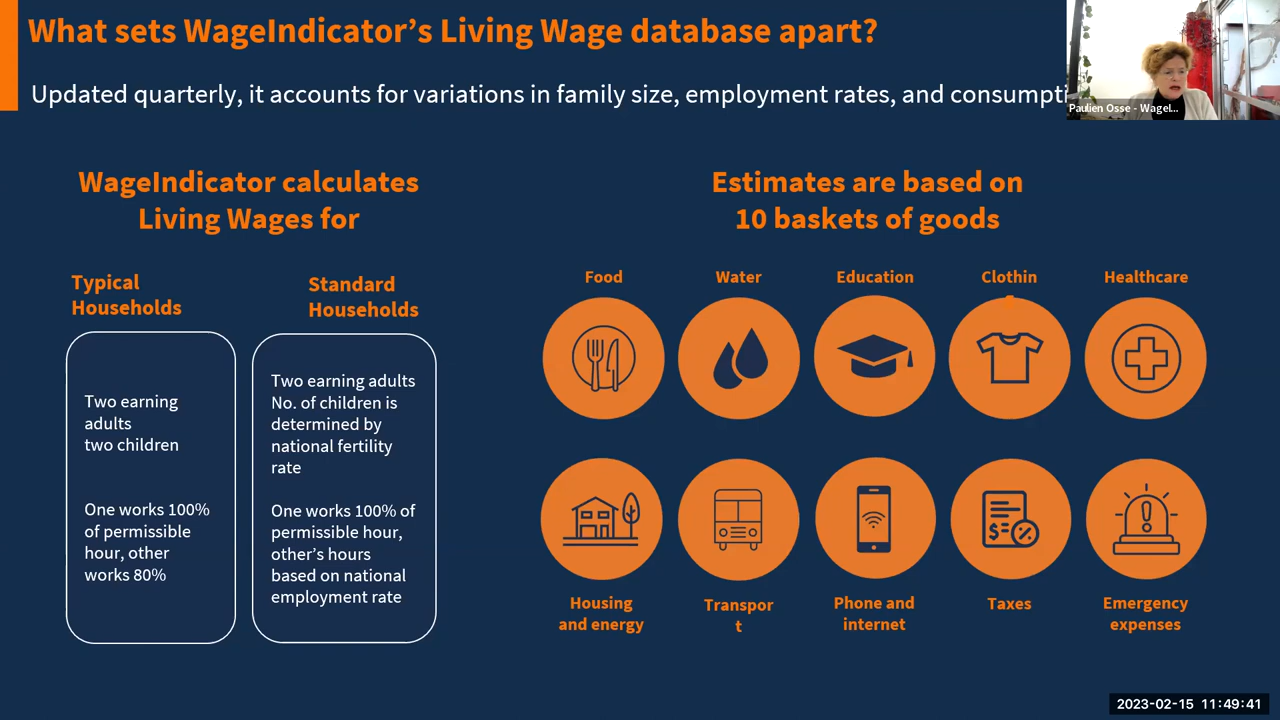 What sets WageIndicator’s Living Wage database apart?
Updated quarterly, it accounts for variations in family size, employment rates, and
Paulien Osse - WageI...
WageIndicator calculates
Living Wages for
Typical
Households
Two earning
adults
two children
One works 100%
of permissible
hour, other
works 80%
Standard
Households
Two earning adults
No. of children is
determined by
national fertility
rate
One works 100% of
permissible hour,
other’s hours
based on national
employment rate
Estimates are based on
10 baskets of goods
Food
Water
Education
Clothin
Healthcare
Housing
and energy
Transpor
t
Phone and
internet
Taxes
Emergency
expenses
2023-02-15 11:49:41